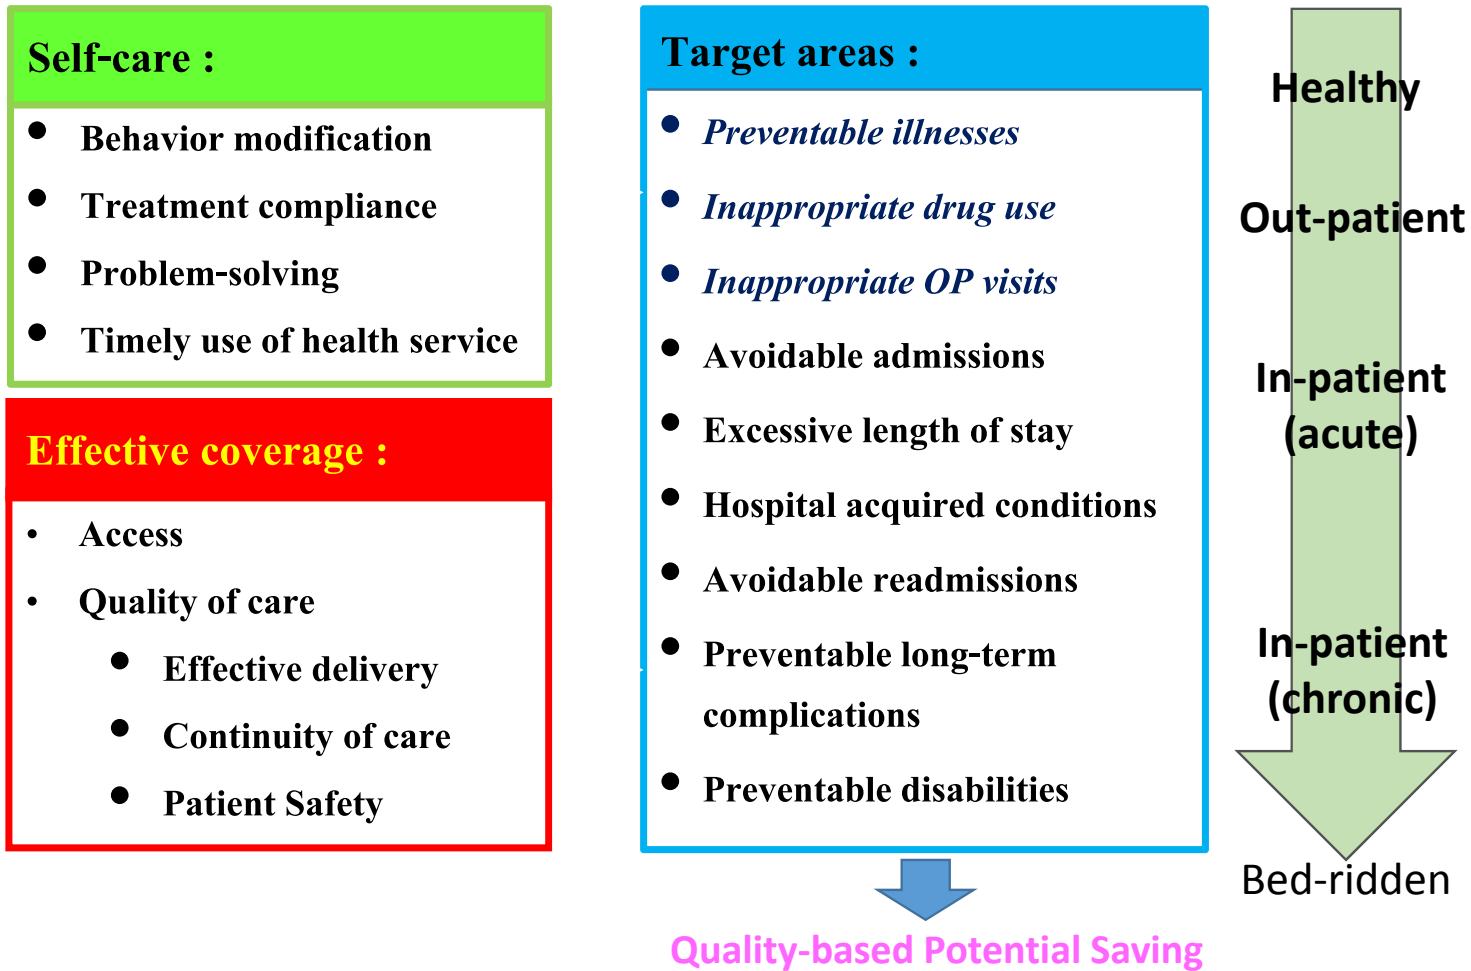 Self-care :
Behavior modification
Treatment compliance
Problem-solving
Timely use of health service
Effective coverage :
Access
Quality of care
Effective delivery
Continuity of care
Patient Safety
Target areas :
Preventable illnesses
Inappropriate drug use
Inappropriate OP visits
Avoidable admissions
Excessive length of stay
Hospital acquired conditions
Avoidable readmissions
Preventable long-term
complications
Preventable disabilities
Quality-based Potential Saving
Healthy
Out-patient
In-patient
(acute)
In-patient
(chronic)
Bed-ridden